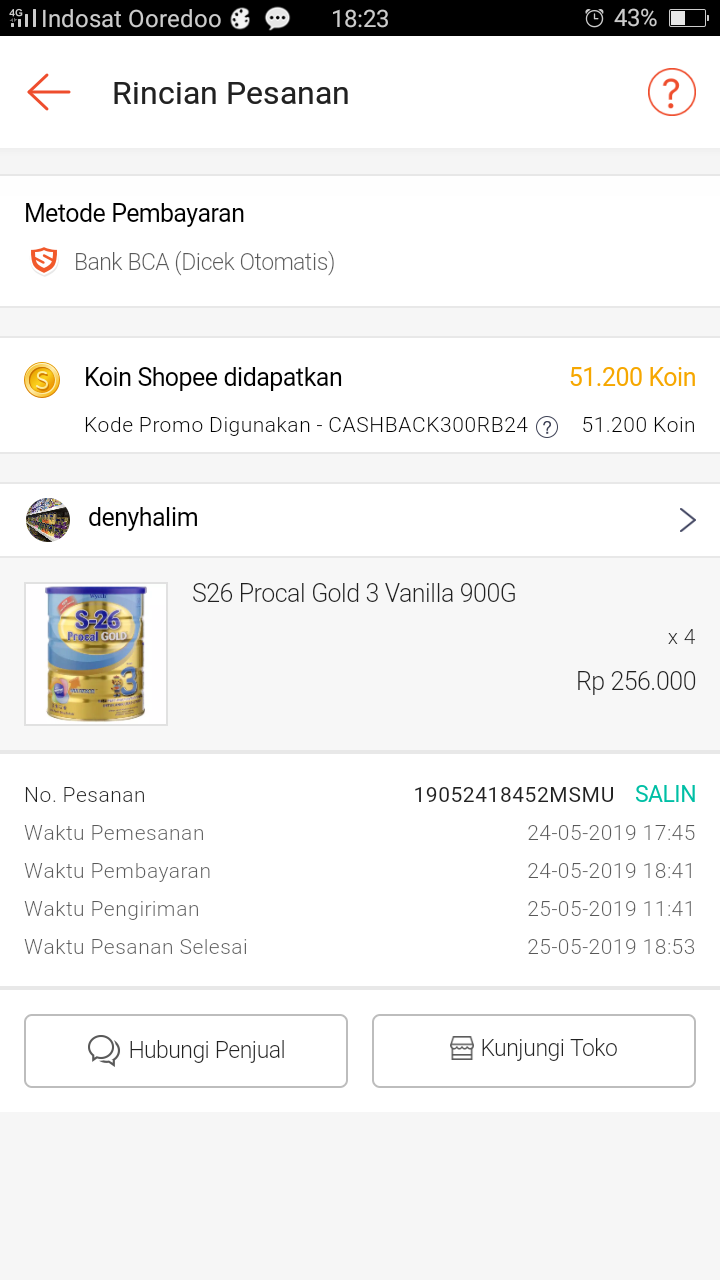 4G Indosat Ooredoo 18:23 43%
Rincian Pesanan ?
Metode Pembayaran
Bank BCA (Dicek Otomatis)
Koin Shopee didapatkan 51.200 Koin
Kode Promo Digunakan - CASHBACK300RB24 ? 51.200 Koin
denyhalim
S26 Procal Gold 3 Vanilla 900G
Wyeth
S-26
Procal GOLD
3
x 4
Rp 256.000
No. Pesanan 19052418452MSMU SALIN
Waktu Pemesanan 24-05-2019 17:45
Waktu Pembayaran 24-05-2019 18:41
Waktu Pengiriman 25-05-2019 11:41
Waktu Pesanan Selesai 25-05-2019 18:53
Hubungi Penjual Kunjungi Toko